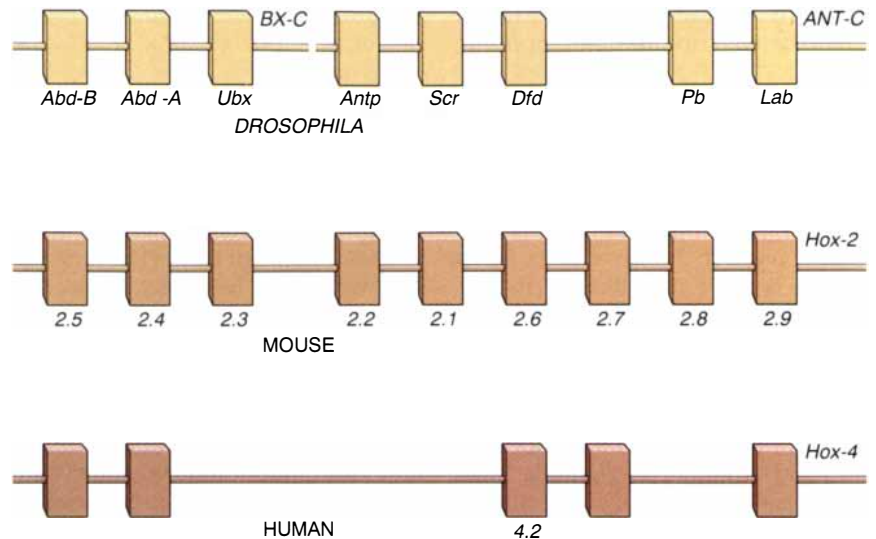 BX-C ANT-C
Abd-B Abd -A Ubx Antp Scr Dfd Pb Lab
DROSOPHILA
Hox-2
2.5 2.4 2.3 2.2 2.1 2.6 2.7 2.8 2.9
MOUSE
Hox-4
HUMAN 4.2